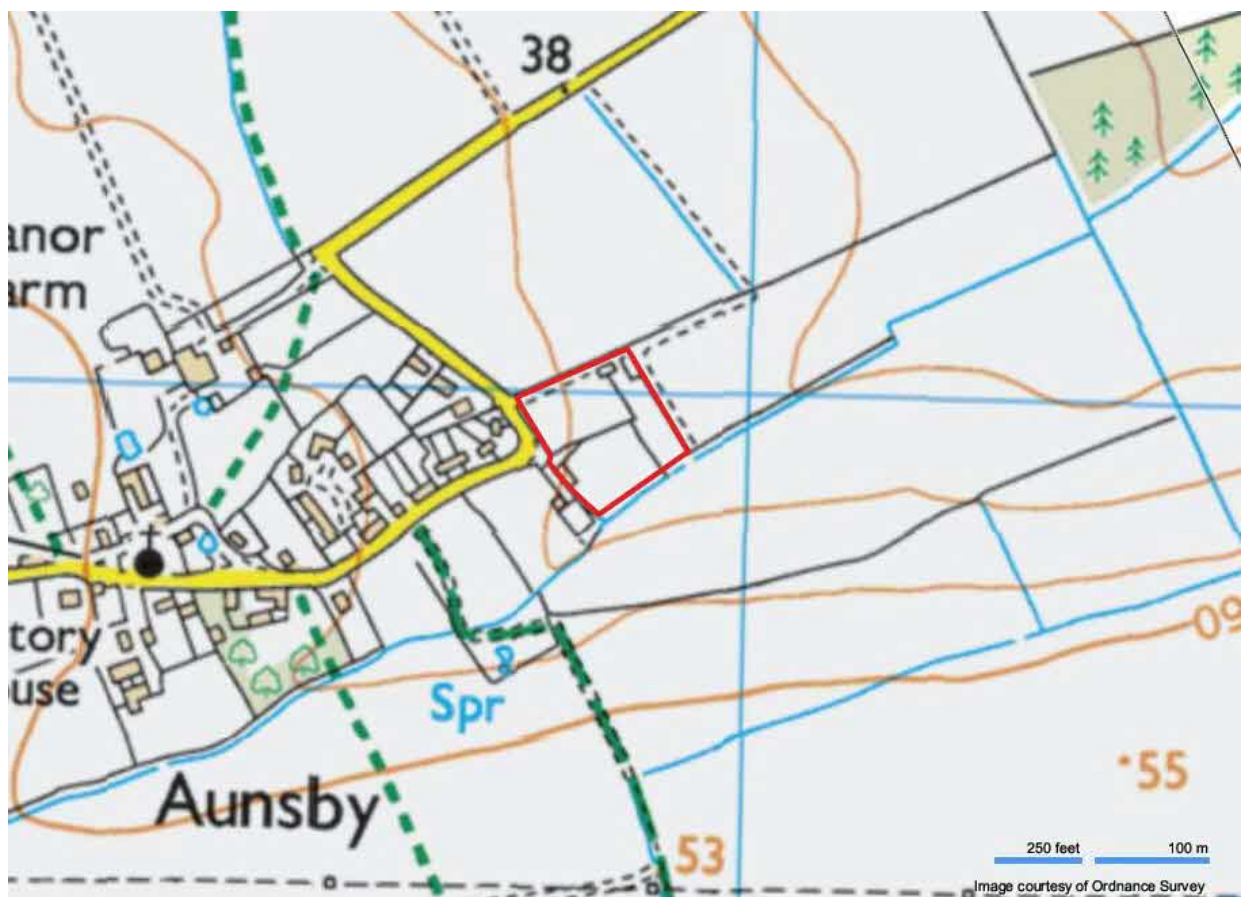 38
anor
arm
tory
use
Spr
Aunsby
09
55
53
250 feet
100 m
Image courtesy of Ordnance Survey